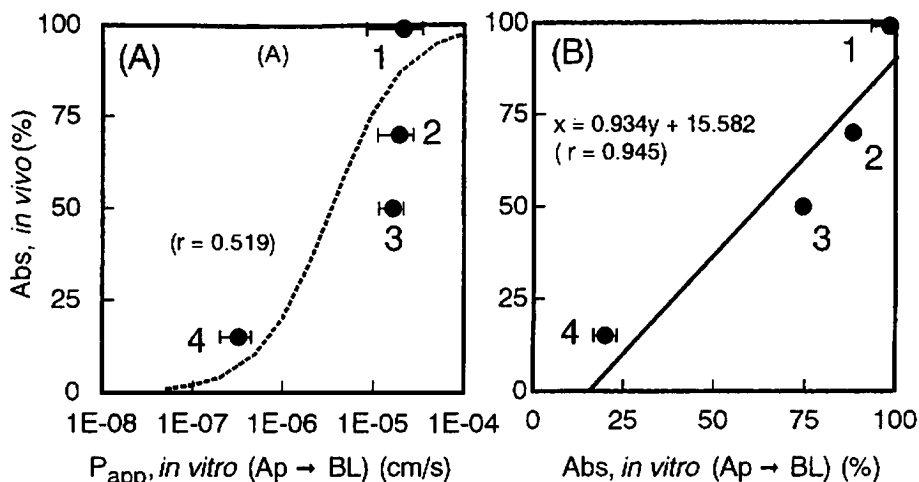 100
75
50
25
0
Abs, in vivo (%)
(A)
(A)
1
2
3
4
(r = 0.519)
1E-08
1E-07
1E-06
1E-05
1E-04
Papp, in vitro (Ap → BL) (cm/s)
100
75
50
25
0
(B)
1
2
3
4
x = 0.934y + 15.582
( r = 0.945)
0
25
50
75
100
Abs, in vitro (Ap → BL) (%)